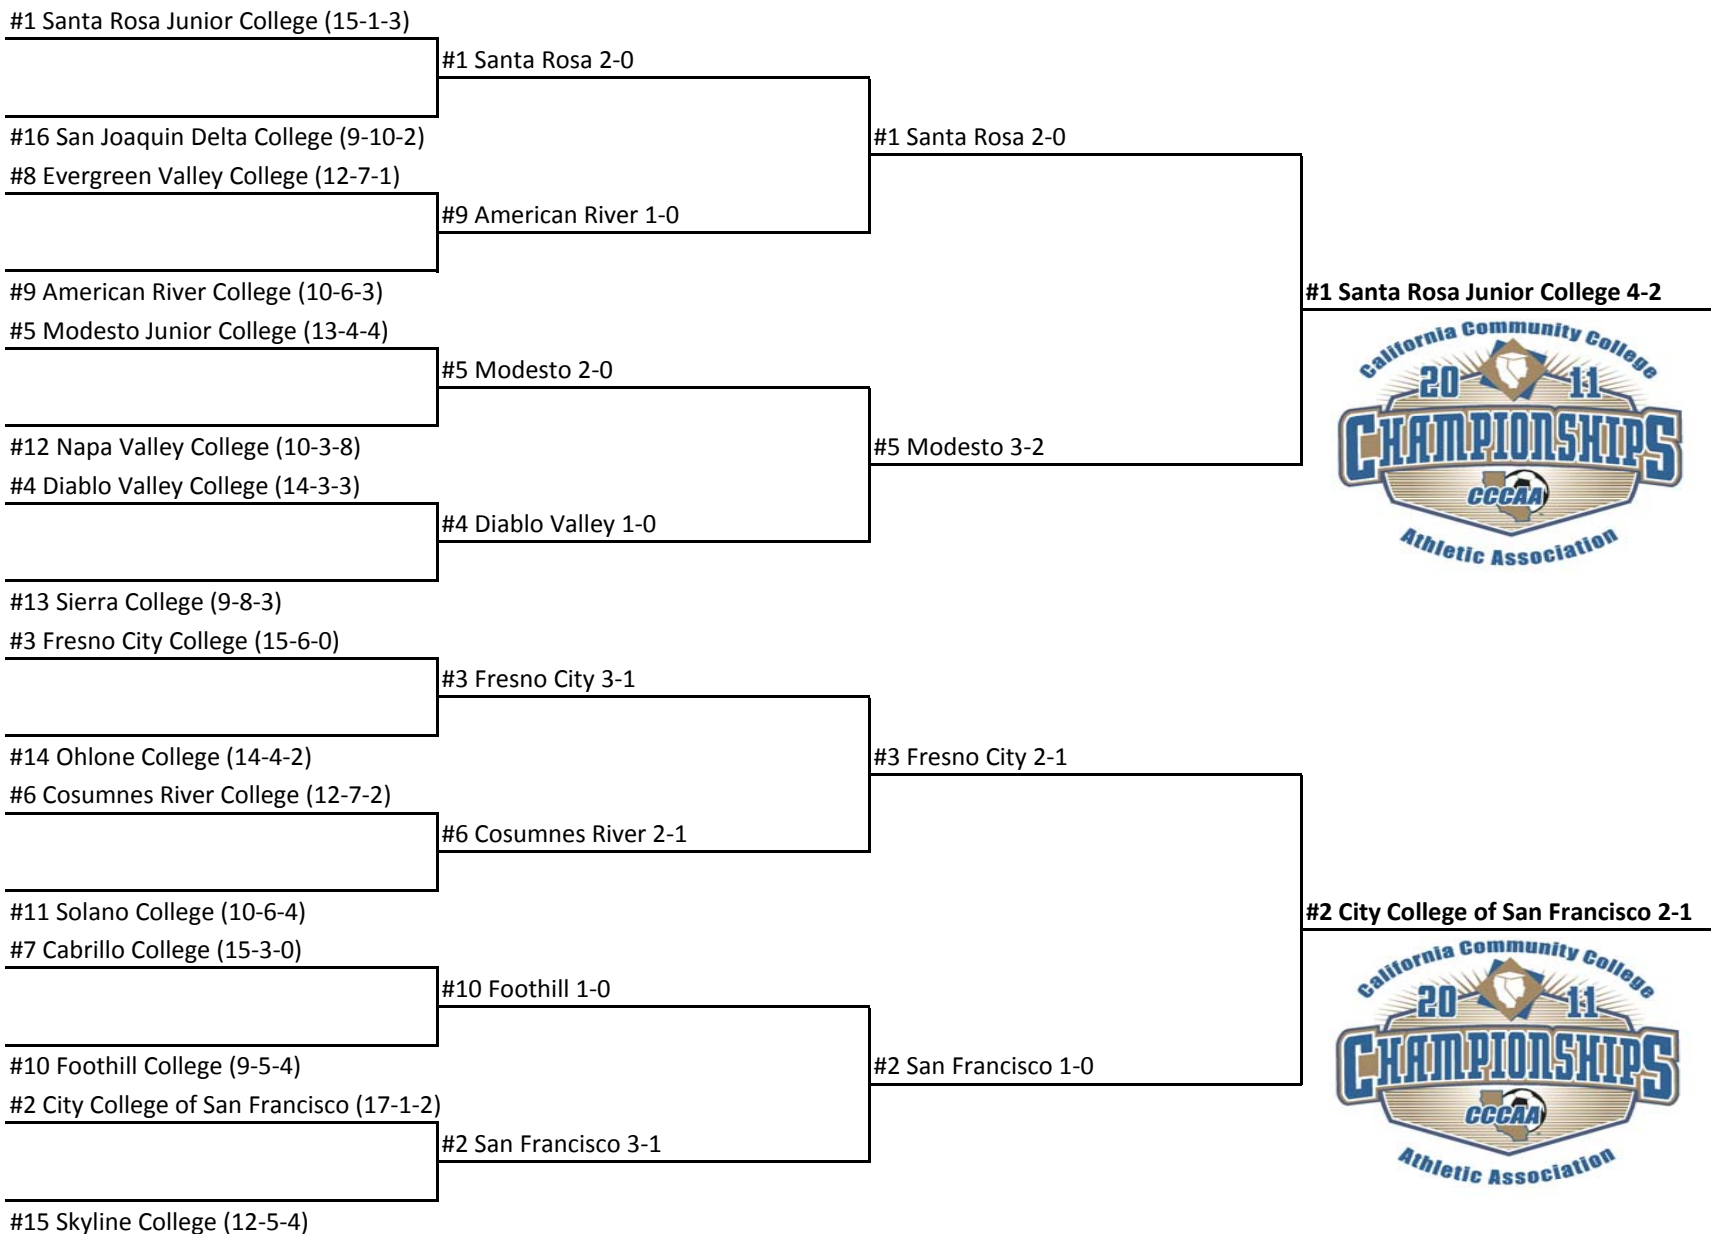 #1 Santa Rosa Junior College (15-1-3)
#1 Santa Rosa 2-0
#16 San Joaquin Delta College (9-10-2)
#1 Santa Rosa 2-0
#8 Evergreen Valley College (12-7-1)
#9 American River 1-0
#9 American River College (10-6-3)
#1 Santa Rosa Junior College 4-2
#5 Modesto Junior College (13-4-4)
California Community College
20 11
CHAMPIONSHIPS
CCCAA
Athletic Association
#5 Modesto 2-0
#12 Napa Valley College (10-3-8)
#5 Modesto 3-2
#4 Diablo Valley College (14-3-3)
#4 Diablo Valley 1-0
#13 Sierra College (9-8-3)
#3 Fresno City College (15-6-0)
#3 Fresno City 3-1
#14 Ohlone College (14-4-2)
#3 Fresno City 2-1
#6 Cosumnes River College (12-7-2)
#6 Cosumnes River 2-1
#11 Solano College (10-6-4)
#2 City College of San Francisco 2-1
#7 Cabrillo College (15-3-0)
California Community College
20 11
CHAMPIONSHIPS
CCCAA
Athletic Association
#10 Foothill 1-0
#10 Foothill College (9-5-4)
#2 San Francisco 1-0
#2 City College of San Francisco (17-1-2)
#2 San Francisco 3-1
#15 Skyline College (12-5-4)